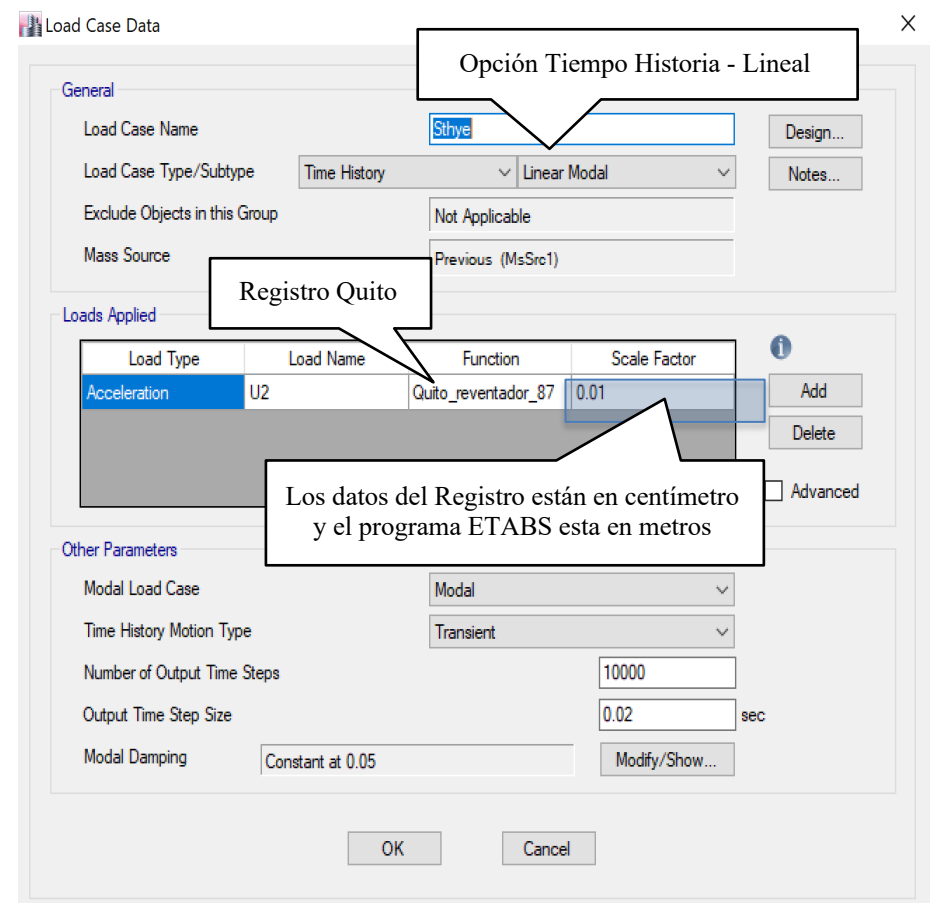 Load Case Data
Opción Tiempo Historia - Lineal
General
Load Case Name
Sthye
Design...
Load Case Type/Subtype
Time History
Linear Modal
Notes...
Exclude Objects in this Group
Not Applicable
Mass Source
Previous (MsSrc1)
Registro Quito
Loads Applied
Load Type
Load Name
Function
Scale Factor
Acceleration
U2
Quito_reventador_87
0.01
Add
Delete
Los datos del Registro están en centímetro
y el programa ETABS esta en metros
Advanced
Other Parameters
Modal Load Case
Modal
Time History Motion Type
Transient
Number of Output Time Steps
10000
Output Time Step Size
0.02
sec
Modal Damping
Constant at 0.05
Modify/Show...
OK
Cancel